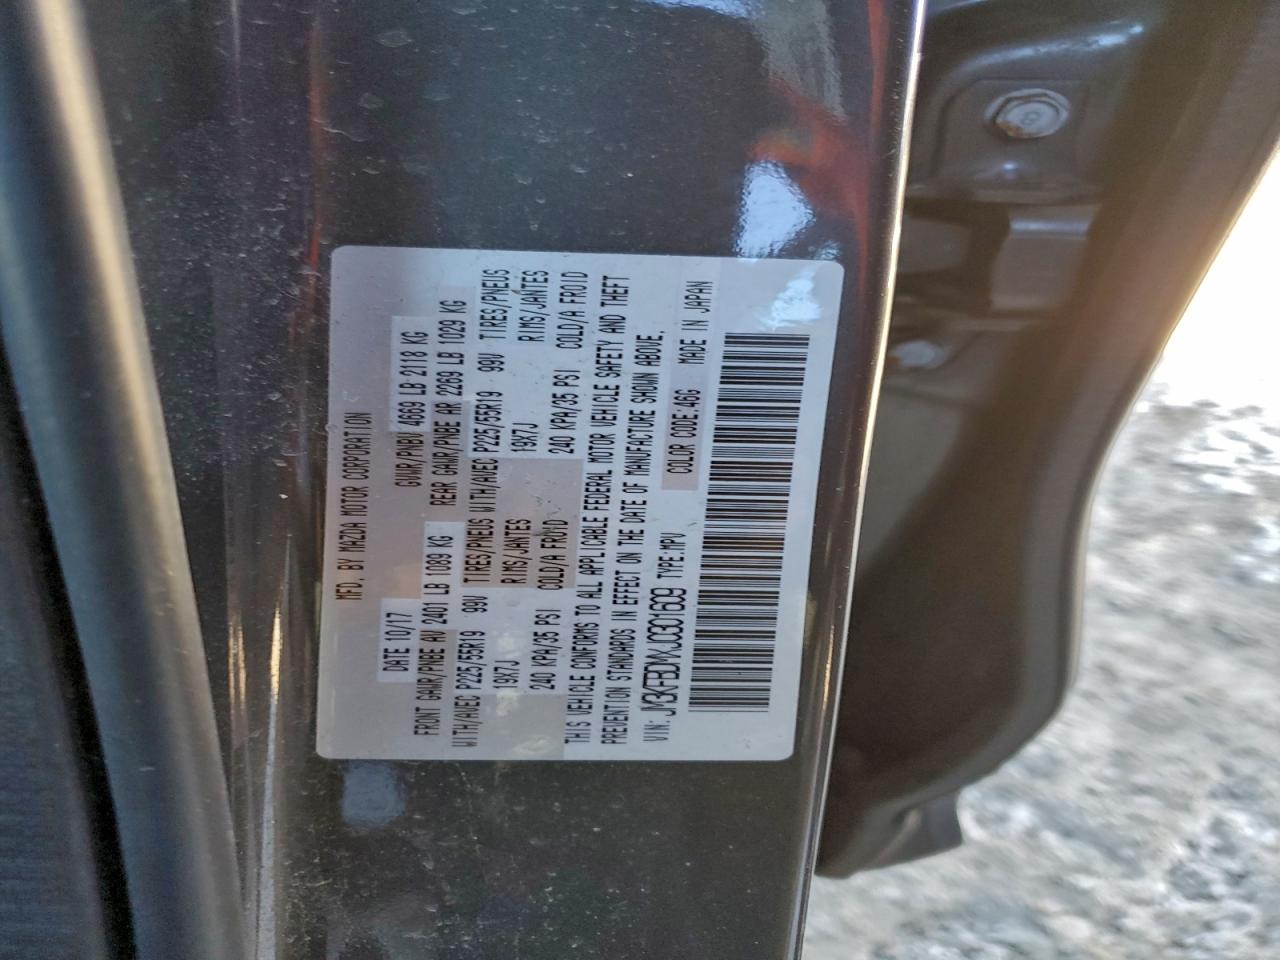 MFD. BY MAZDA MOTOR CORPORATION
DATE 10/17 GVWR/PNBV 4669 LB 2118 KG
FRONT GAWR/PNBE AV 2401 LB 1089 KG REAR GAWR/PNBE AR 2269 LB 1029 KG
WITH/AVEC P225/55R19 99V TIRES/PNEUS WITH/AVEC P225/55R19 99V TIRES/PNEUS
19X7J RIMS/JANTES 19X7J RIMS/JANTES
240 KPA/35 PSI COLD/A FROID 240 KPA/35 PSI COLD/A FROID
THIS VEHICLE CONFORMS TO ALL APPLICABLE FEDERAL MOTOR VEHICLE SAFETY AND THEFT
PREVENTION STANDARDS IN EFFECT ON THE DATE OF MANUFACTURE SHOWN ABOVE.
VIN: JM3KFBDMXJ0301609 TYPE:MPV COLOR CODE:46G MADE IN JAPAN